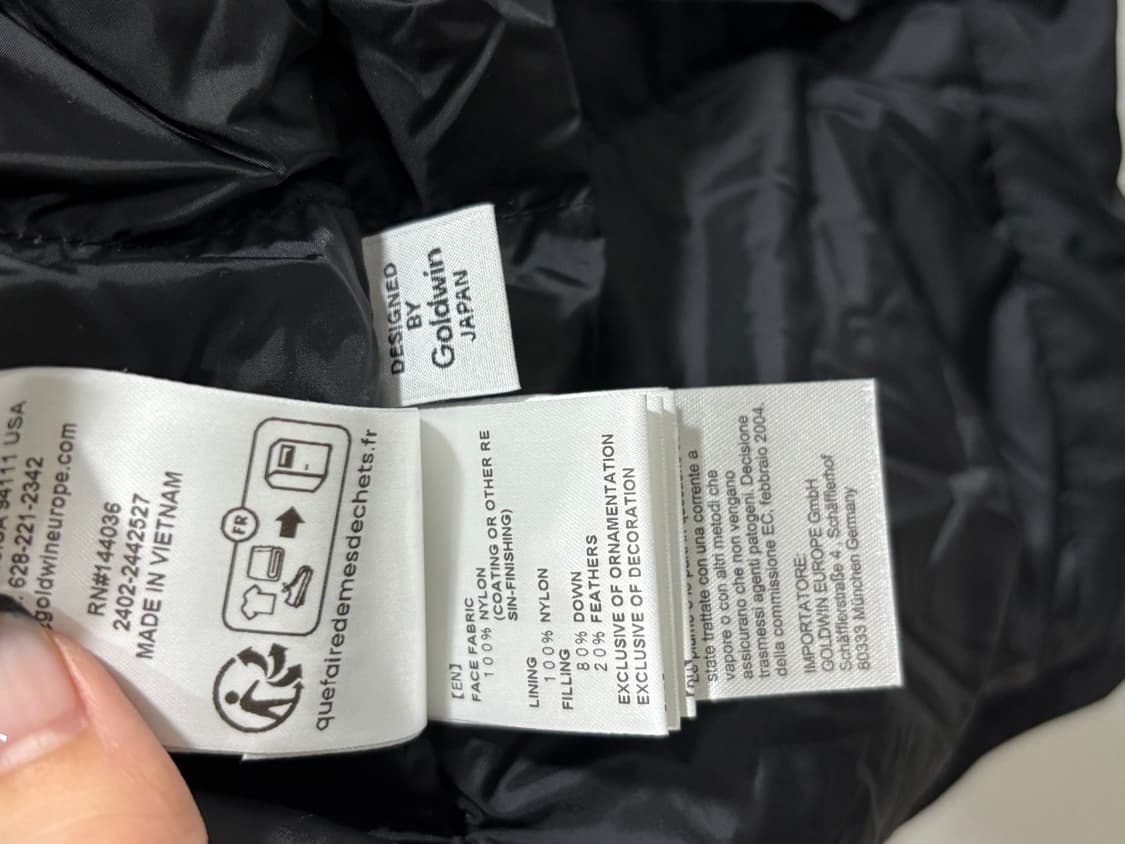 DESIGNED
BY
Goldwin
JAPAN
94111 USA
628-221-2342
goldwineurope.com
RN#144036
2402-2442527
MADE IN VIETNAM
FR
quefairedemesdechets.fr
[EN]
FACE FABRIC
100% NYLON
(COATING OR OTHER RE
SIN-FINISHING)
LINING
100% NYLON
FILLING
80% DOWN
20% FEATHERS
EXCLUSIVE OF ORNAMENTATION
EXCLUSIVE OF DECORATION
state trattate con una corrente a
vapore o con altri metodi che
assicurano che non vengano
trasmessi agenti patogeni. Decisione
della commissione EC, febbraio 2004.
IMPORTATORE:
GOLDWIN EUROPE GmbH
Schäfflerstraße 4 . Schäfflerhof
80333 München Germany